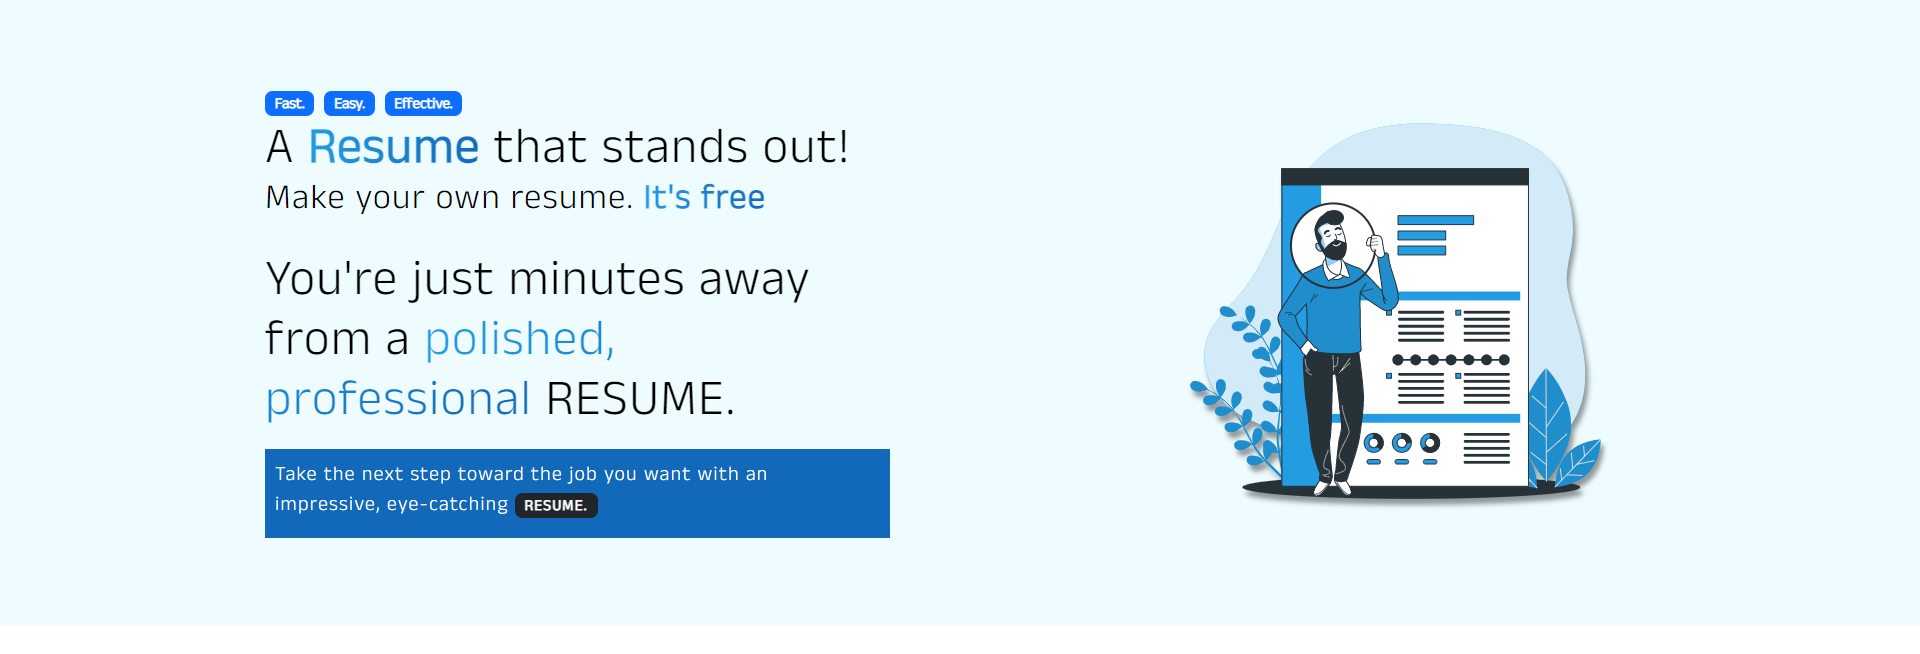 Fast. Easy. Effective.
A Resume that stands out!
Make your own resume. It's free
You're just minutes away
from a polished,
professional RESUME.
Take the next step toward the job you want with an
impressive, eye-catching RESUME.